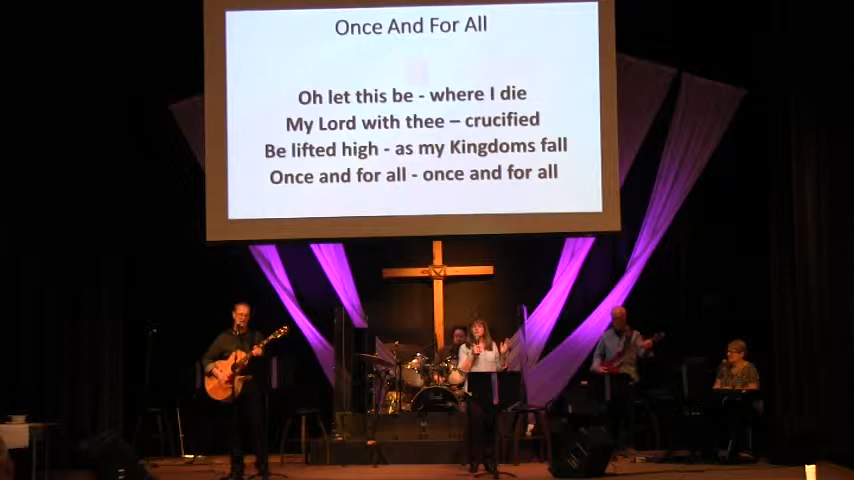 Once And For All
Oh let this be - where I die
My Lord with thee – crucified
Be lifted high - as my Kingdoms fall
Once and for all - once and for all